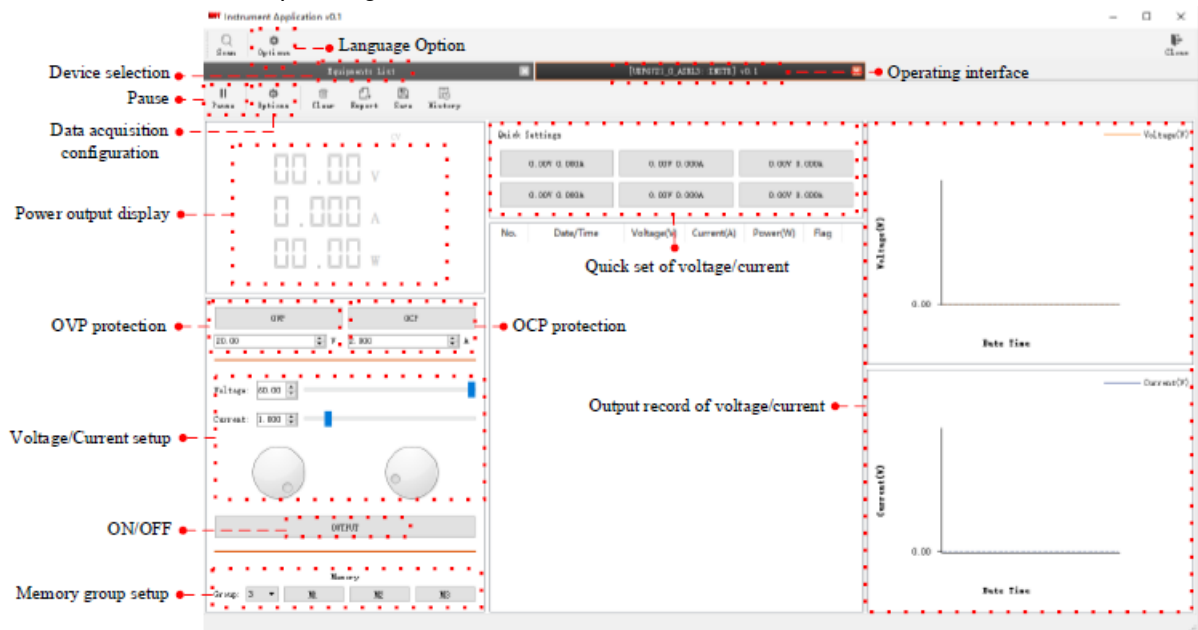 Instrument Application v0.1
Scan
Options
Language Option
Close
Device selection
Equipments List
Operating interface
Pause
Pause
Options
Clear
Export
Save
History
Data acquisition
configuration
CV
00.00 V
0.000 A
00.00 W
Power output display
Quick Settings
0.00V 0.000A
0.00V 0.000A
0.00V 0.000A
0.00V 0.000A
0.00V 0.000A
0.00V 0.000A
No.
Date/Time
Voltage(V)
Current(A)
Power(W)
Flag
Quick set of voltage/current
Voltage(V)
Voltage(V)
0.00
Date Time
OVP protection
OVP
OCP
20.00
V
A
OCP protection
Voltage:
60.00
Current:
1.000
Voltage/Current setup
Output record of voltage/current
Current(V)
Current(V)
0.00
Date Time
ON/OFF
OUTPUT
Memory
Memory group setup
Group:
3
M1
M2
M3